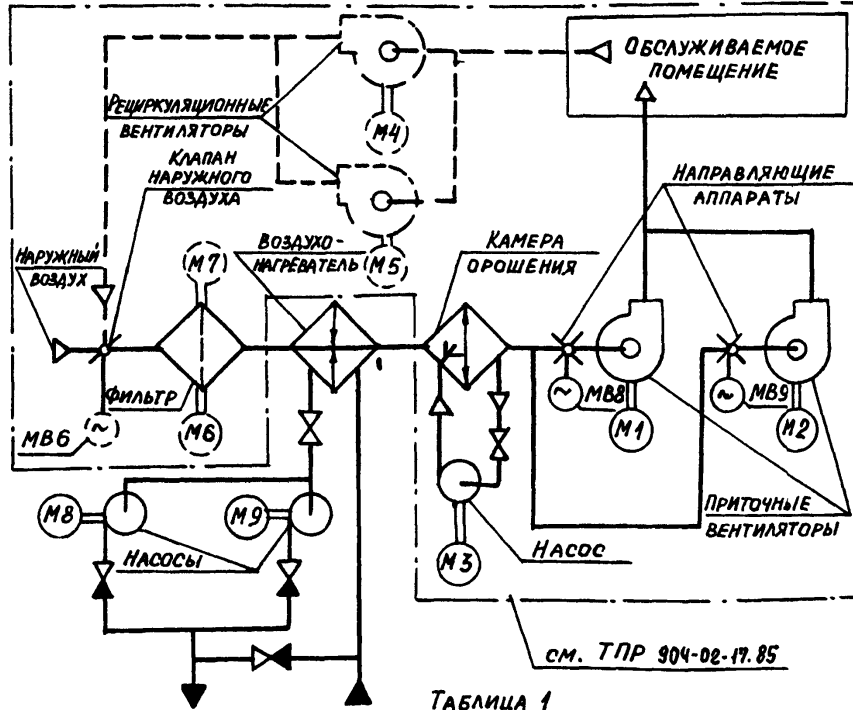 Обслуживаемое
помещение
Рециркуляционные
вентиляторы
М4
Клапан
наружного
воздуха
Направляющие
аппараты
Наружный
воздух
М7
Воздухо-
нагреватель
М5
Камера
орошения
Фильтр
МВ6
~
М6
~
МВ8
М1
~
МВ9
М2
М8
М9
Насосы
М3
Насос
Приточные
вентиляторы
см. ТПР 904-02-17.85
Таблица 1